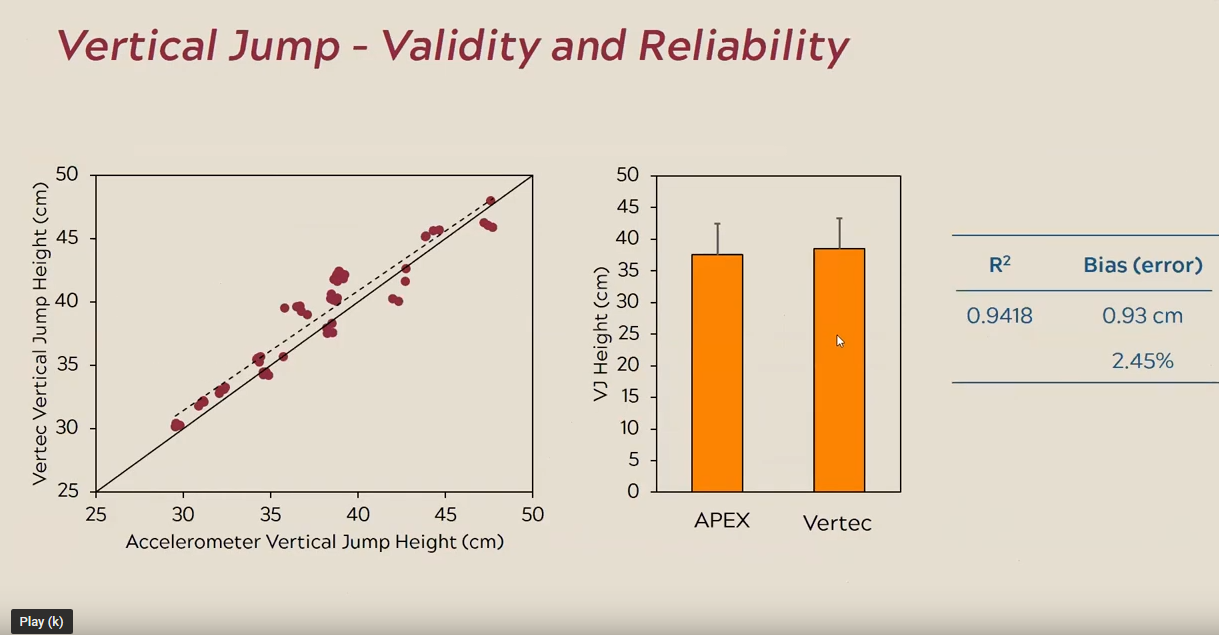 Vertical Jump - Validity and Reliability
50
45
40
35
30
25
Vertec Vertical Jump Height (cm)
25 30 35 40 45 50
Accelerometer Vertical Jump Height (cm)
50
45
40
35
30
25
20
15
10
5
0
VJ Height (cm)
APEX Vertec
R² Bias (error)
0.9418 0.93 cm
2.45%
Play (k)